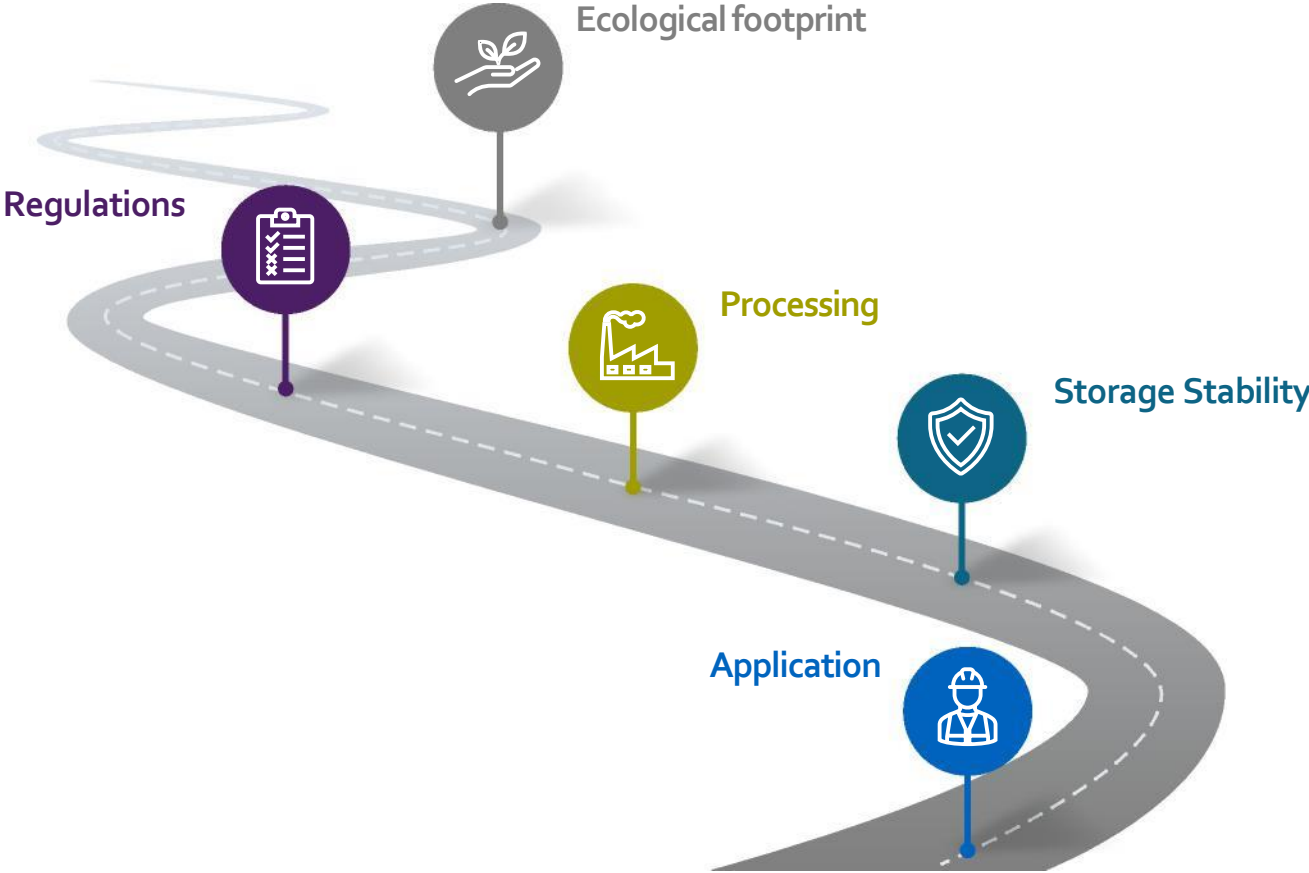 Ecological footprint
Regulations
Processing
Storage Stability
Application